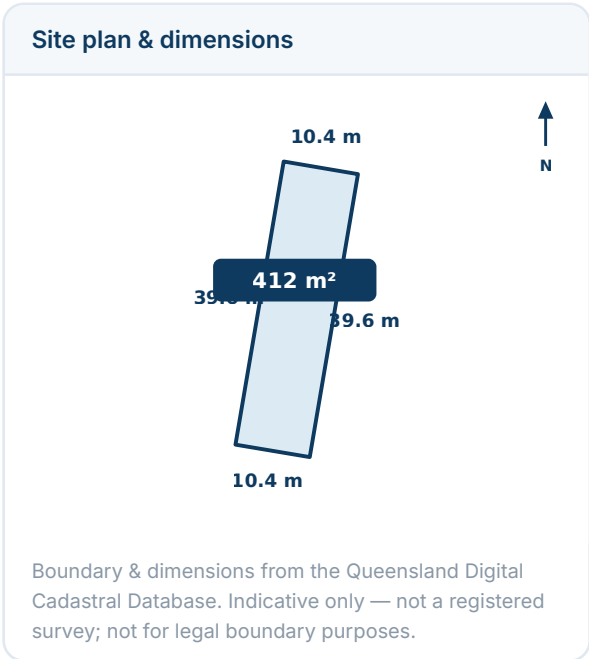 Site plan & dimensions
10.4 m
N
412 m²
39.6 m
10.4 m
Boundary & dimensions from the Queensland Digital
Cadastral Database. Indicative only — not a registered
survey; not for legal boundary purposes.